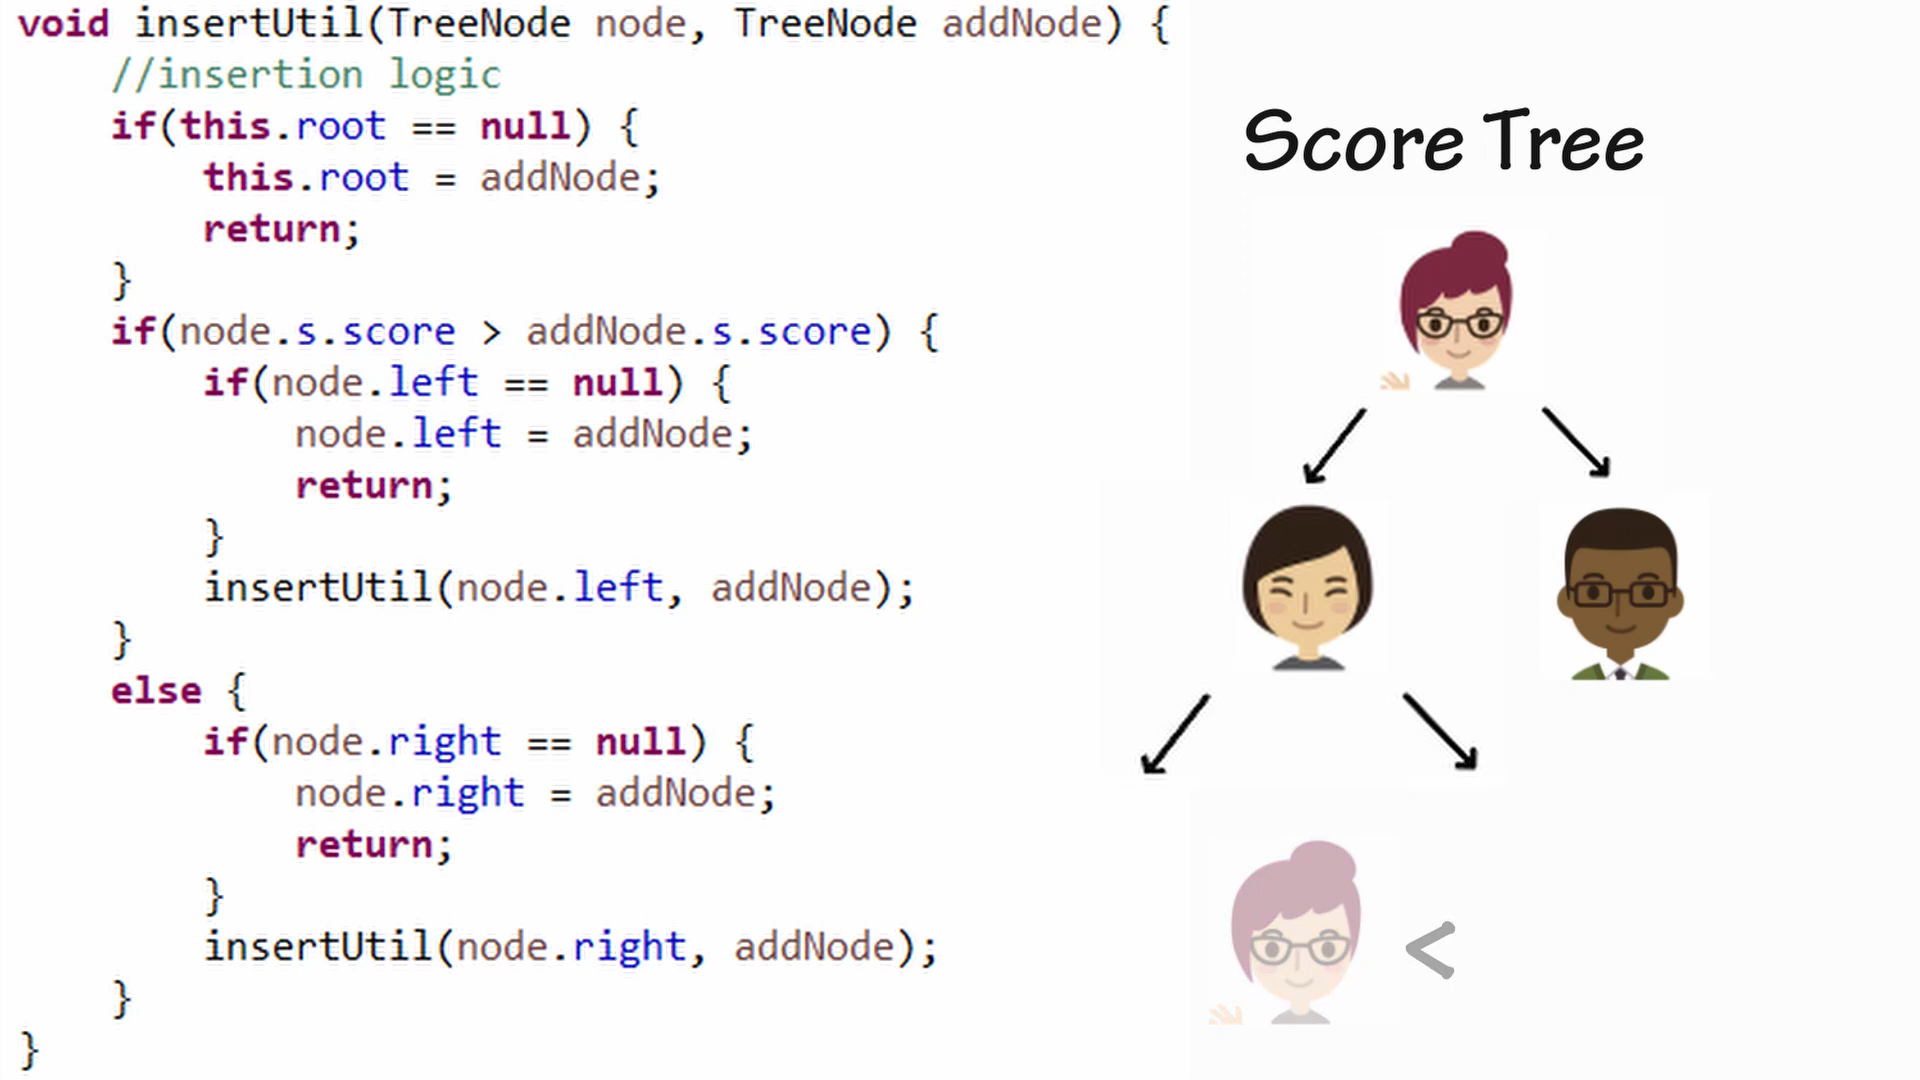 void insertUtil(TreeNode node, TreeNode addNode) {
//insertion logic
if(this.root == null) {
this.root = addNode;
return;
}
if(node.s.score > addNode.s.score) {
if(node.left == null) {
node.left = addNode;
return;
}
insertUtil(node.left, addNode);
}
else {
if(node.right == null) {
node.right = addNode;
return;
}
insertUtil(node.right, addNode);
}
}
Score Tree
<